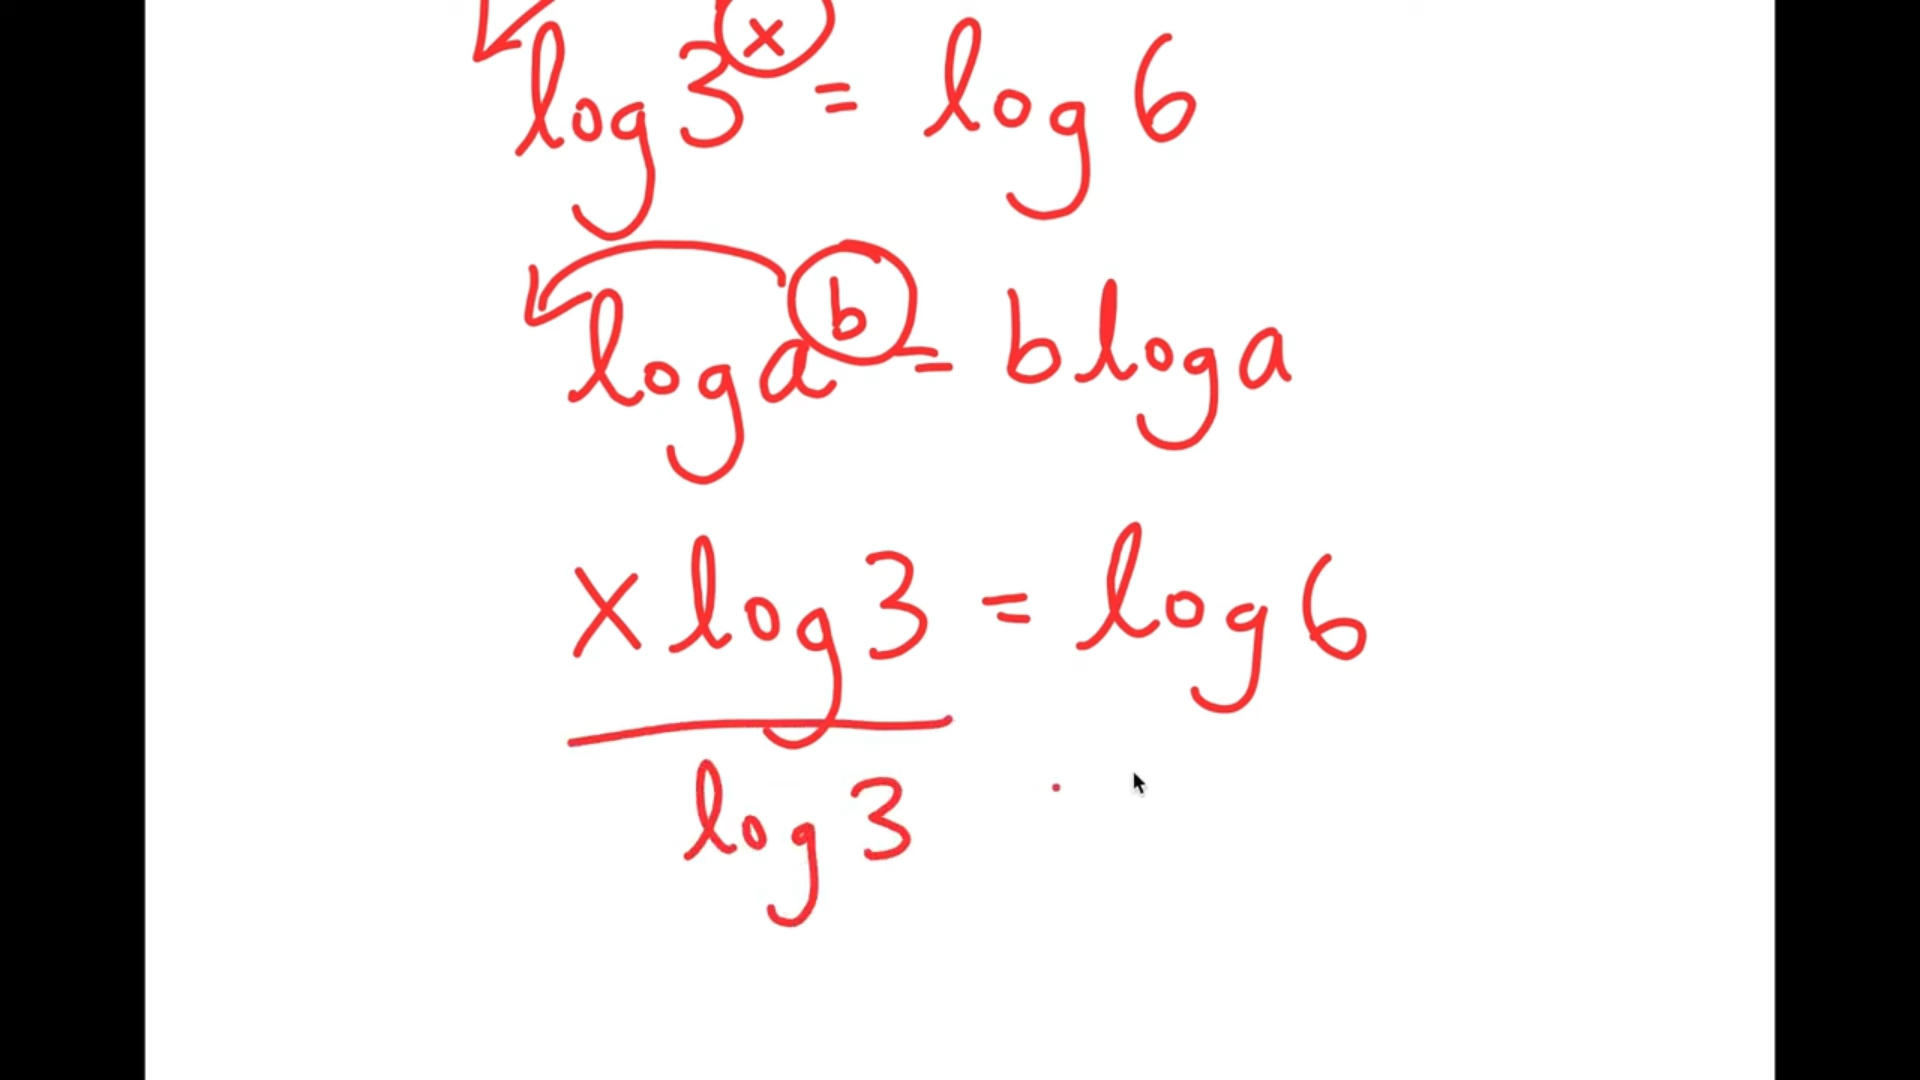 log 3^x = log 6
log a^b = b log a
x log 3 = log 6
log 3